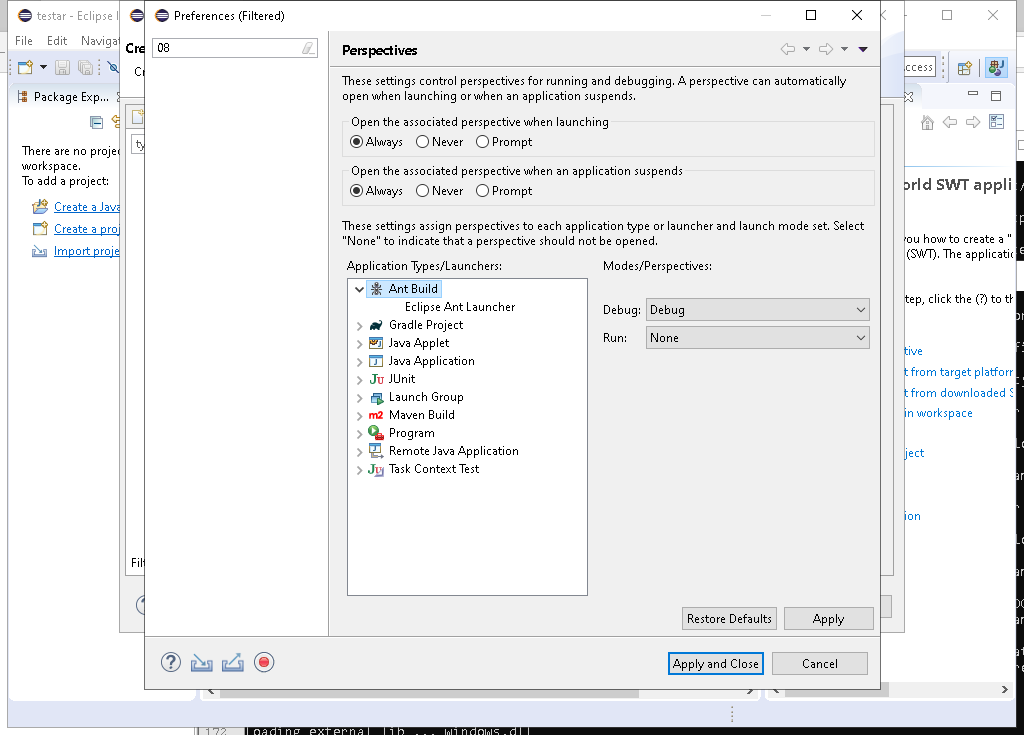 testar - Eclipse I
Preferences (Filtered)
File Edit Navigat
Cre
Cr
08
Perspectives
ccess
Package Exp...
These settings control perspectives for running and debugging. A perspective can automatically
open when launching or when an application suspends.
Open the associated perspective when launching
Always Never Prompt
There are no projec
workspace.
To add a project:
ty
Open the associated perspective when an application suspends
Always Never Prompt
orld SWT appli
Create a Java
Create a proj
Import proje
These settings assign perspectives to each application type or launcher and launch mode set. Select
"None" to indicate that a perspective should not be opened.
you how to create a "
(SWT). The applicatio
Application Types/Launchers:
Modes/Perspectives:
Ant Build
Eclipse Ant Launcher
Gradle Project
Java Applet
Java Application
JUnit
Launch Group
Maven Build
Program
Remote Java Application
Task Context Test
Debug: Debug
Run: None
tep, click the (?) to th
tive
t from target platforn
t from downloaded S
in workspace
ject
ion
Filt
Restore Defaults
Apply
Apply and Close
Cancel
172
Loading external lib ... windows.dll